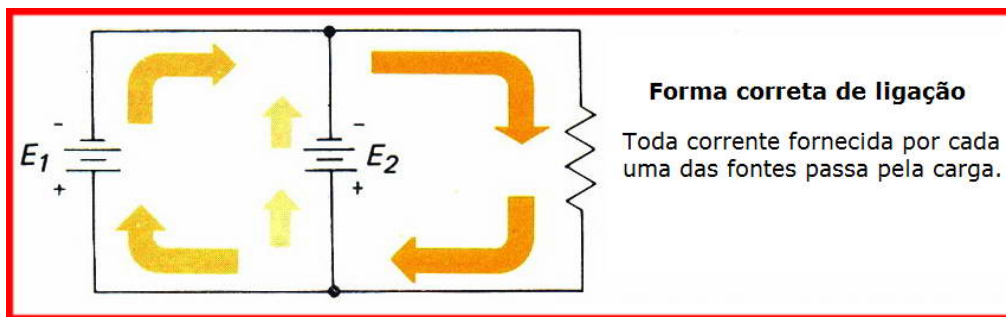 Forma correta de ligação
Toda corrente fornecida por cada
uma das fontes passa pela carga.
-
E1
+
-
E2
+